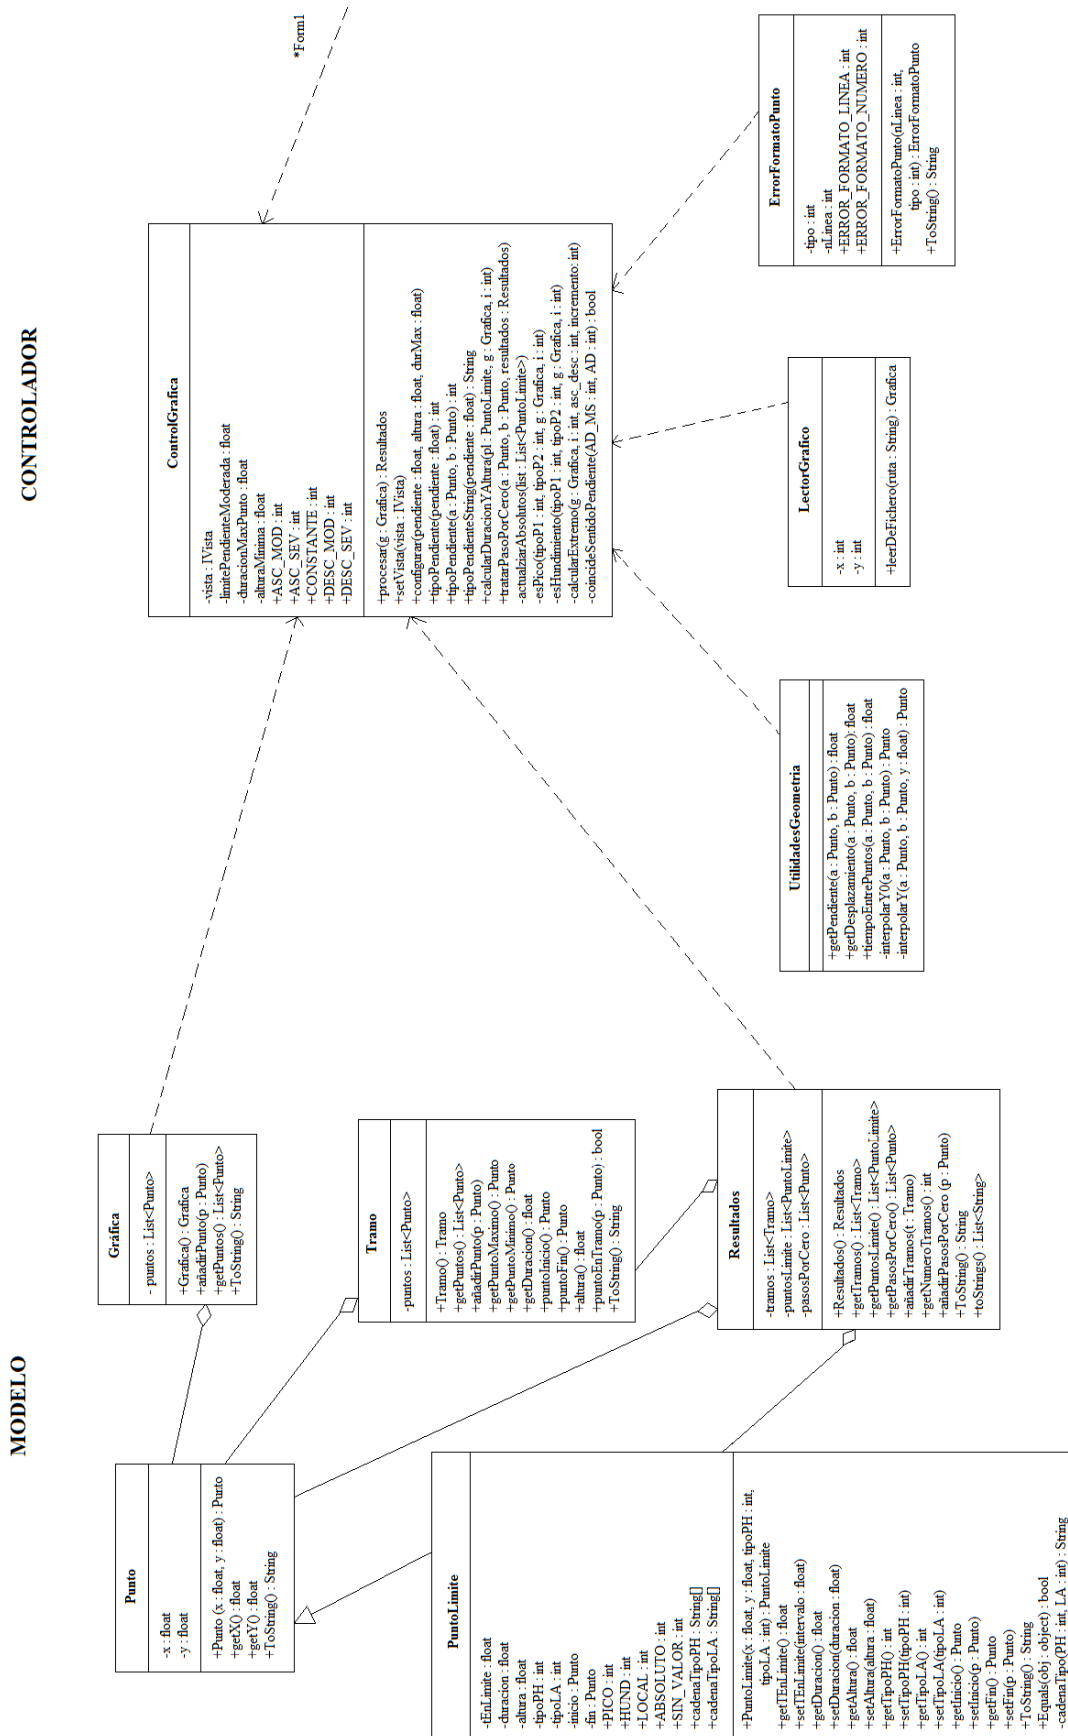 MODELO
CONTROLADOR
Punto
-x : float
-y : float
+Punto (x : float, y : float) : Punto
+getX() : float
+getY() : float
+ToString() : String
Gráfica
- puntos : List<Punto>
+Grafica() : Grafica
+añadirPunto(p : Punto)
+getPuntos() : List<Punto>
+ToString() : String
Tramo
-puntos : List<Punto>
+Tramo() : Tramo
+getPuntos() : List<Punto>
+añadirPunto(p : Punto)
+getPuntoMaximo() : Punto
+getPuntoMinimo() : Punto
+getDuracion() : float
+puntoInicio() : Punto
+puntoFin() : Punto
+altura() : float
+puntoEnTramo(p : Punto) : bool
+ToString() : String
PuntoLimite
-tEnLimite : float
-duracion : float
-altura : float
-tipoPH : int
-tipoLA : int
-inicio : Punto
-fin : Punto
+PICO : int
+HUND : int
+LOCAL : int
+ABSOLUTO : int
+SIN_VALOR : int
+cadenaTipoPH : String[]
+cadenaTipoLA : String[]
+PuntoLimite(x : float, y : float, tipoPH : int,
tipoLA : int) : PuntoLimite
+getTEnLimite() : float
+setTEnLimite(intervalo : float)
+getDuracion() : float
+setDuracion(duracion : float)
+getAltura() : float
+setAltura(altura : float)
+getTipoPH() : int
+setTipoPH(tipoPH : int)
+getTipoLA() : int
+setTipoLA(tipoLA : int)
+getInicio() : Punto
+setInicio(p : Punto)
+getFin() : Punto
+setFin(p : Punto)
+ToString() : String
-Equals(obj : object) : bool
-cadenaTipo(PH : int, LA : int) : String
Resultados
-tramos : List<Tramo>
-puntosLimite : List<PuntoLimite>
-pasosPorCero : List<Punto>
+Resultados() : Resultados
+getTramos() : List<Tramo>
+getPuntosLimite() : List<PuntoLimite>
+getPasosPorCero() : List<Punto>
+añadirTramos(t : Tramo)
+getNumeroTramos() : int
+añadirPasosPorCero (p : Punto)
+ToString() : String
+toStrings() : List<String>
ControlGrafica
-vista : IVista
-limitePendienteModerada : float
-duracionMaxPunto : float
-alturaMinima : float
+ASC_MOD : int
+ASC_SEV : int
+CONSTANTE : int
+DESC_MOD : int
+DESC_SEV : int
+procesar(g : Grafica) : Resultados
+setVista(vista : IVista)
+configurar(pendiente : float, altura : float, durMax : float)
+tipoPendiente(pendiente : float) : int
+tipoPendiente(a : Punto, b : Punto) : int
+tipoPendienteString(pendiente : float) : String
+calcularDuracionYAltura(pl : PuntoLimite, g : Grafica, i : int)
+tratarPasoPorCero(a : Punto, b : Punto, resultados : Resultados)
-actualziarAbsolutos(list : List<PuntoLimite>)
-esPico(tipoP1 : int, tipoP2 : int, g : Grafica, i : int)
-esHundimiento(tipoP1 : int, tipoP2 : int, g : Grafica, i : int)
-calcularExtremo(g : Grafica, i : int, asc_desc : int, incremento: int)
-coincideSentidoPendiente(AD_MS : int, AD : int) : bool
*Form1
UtilidadesGeometria
+getPendiente(a : Punto, b : Punto) : float
+getDesplazamiento(a : Punto, b : Punto): float
+tiempoEntrePuntos(a : Punto, b : Punto) : float
-interpolarY0(a : Punto, b : Punto) : Punto
-interpolarY(a : Punto, b : Punto, y : float) : Punto
LectorGrafico
-x : int
-y : int
+leerDeFichero(ruta : String) : Grafica
ErrorFormatoPunto
-tipo : int
-nLinea : int
+ERROR_FORMATO_LINEA : int
+ERROR_FORMATO_NUMERO : int
+ErrorFormatoPunto(nLinea : int,
tipo : int) : ErrorFormatoPunto
+ToString() : String